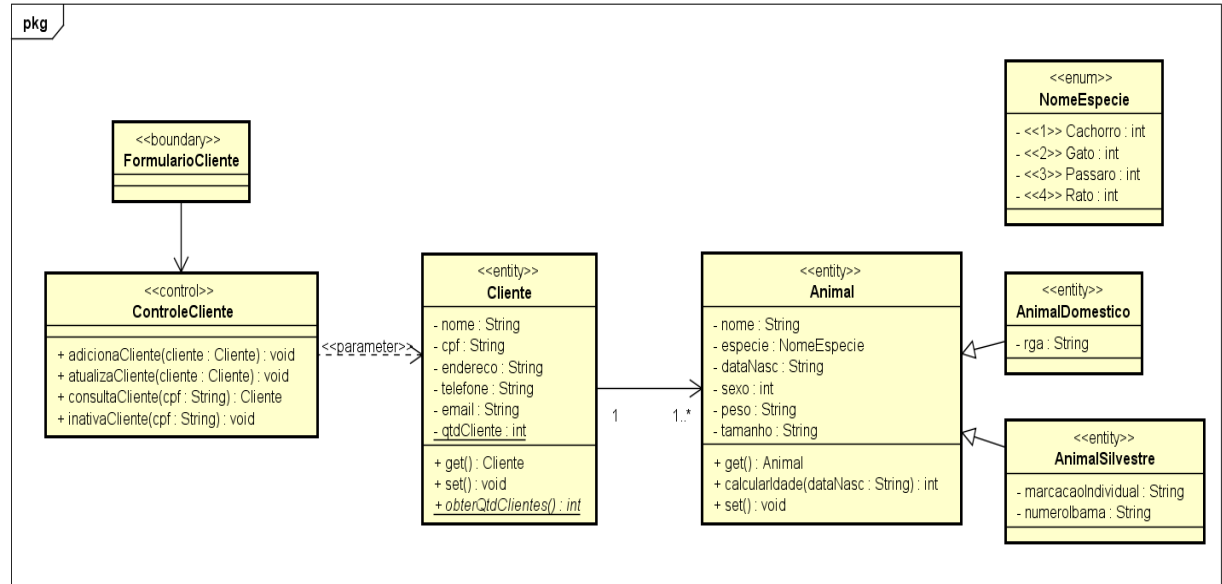 pkg
<<boundary>>
FormularioCliente
<<control>>
ControleCliente
+ adicionaCliente(cliente : Cliente) : void
+ atualizaCliente(cliente : Cliente) : void
+ consultaCliente(cpf : String) : Cliente
+ inativaCliente(cpf : String) : void
<<parameter>>
<<entity>>
Cliente
- nome : String
- cpf : String
- endereco : String
- telefone : String
- email : String
- qtdCliente : int
+ get() : Cliente
+ set() : void
+ obterQtdClientes() : int
1
1..*
<<entity>>
Animal
- nome : String
- especie : NomeEspecie
- dataNasc : String
- sexo : int
- peso : String
- tamanho : String
+ get() : Animal
+ calcularIdade(dataNasc : String) : int
+ set() : void
<<enum>>
NomeEspecie
- <<1>> Cachorro : int
- <<2>> Gato : int
- <<3>> Passaro : int
- <<4>> Rato : int
<<entity>>
AnimalDomestico
- rga : String
<<entity>>
AnimalSilvestre
- marcacaoIndividual : String
- numeroIbama : String